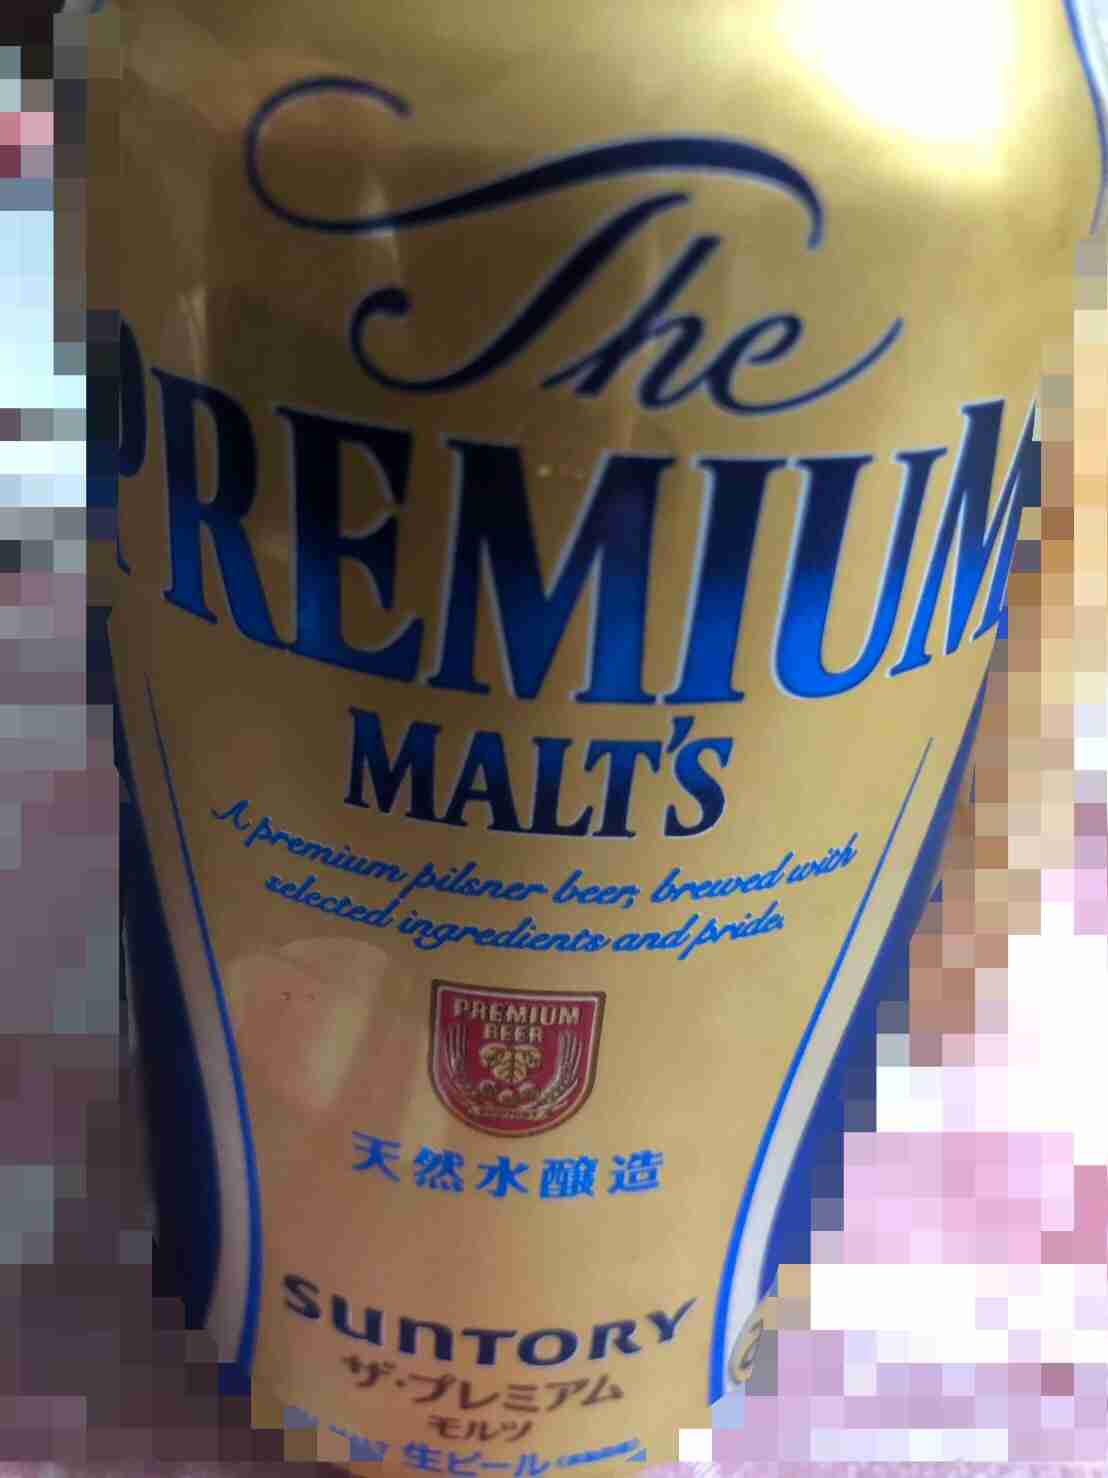 The
PREMIUM
MALT'S
A premium pilsner beer, brewed with
selected ingredients and pride.
PREMIUM
BEER
天然水醸造
SUNTORY
ザ・プレミアム
モルツ
生ビール